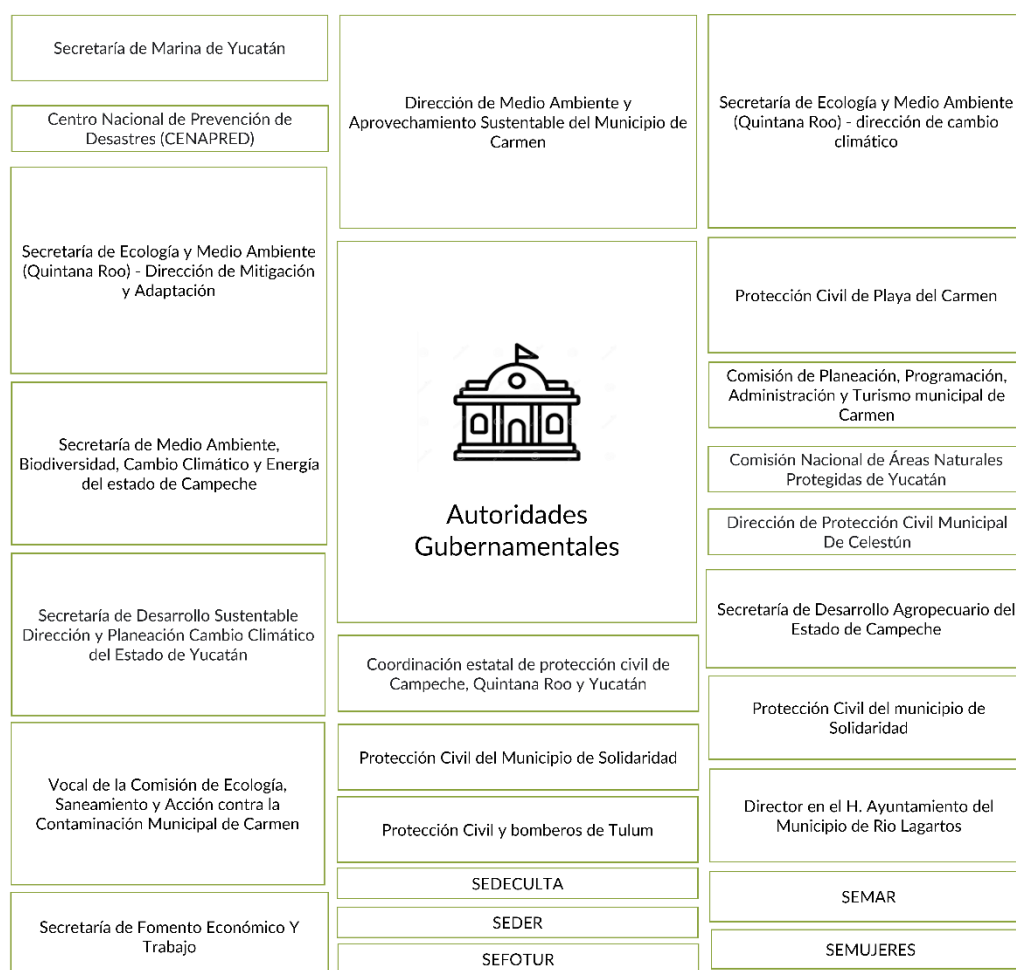 Secretaría de Marina de Yucatán
Centro Nacional de Prevención de
Desastres (CENAPRED)
Secretaría de Ecología y Medio Ambiente
(Quintana Roo) - Dirección de Mitigación
y Adaptación
Secretaría de Medio Ambiente,
Biodiversidad, Cambio Climático y Energía
del estado de Campeche
Secretaría de Desarrollo Sustentable
Dirección y Planeación Cambio Climático
del Estado de Yucatán
Vocal de la Comisión de Ecología,
Saneamiento y Acción contra la
Contaminación Municipal de Carmen
Secretaría de Fomento Económico Y
Trabajo
Dirección de Medio Ambiente y
Aprovechamiento Sustentable del Municipio de
Carmen
Autoridades
Gubernamentales
Coordinación estatal de protección civil de
Campeche, Quintana Roo y Yucatán
Protección Civil del Municipio de Solidaridad
Protección Civil y bomberos de Tulum
SEDECULTA
SEDER
SEFOTUR
Secretaría de Ecología y Medio Ambiente
(Quintana Roo) - dirección de cambio
climático
Protección Civil de Playa del Carmen
Comisión de Planeación, Programación,
Administración y Turismo municipal de
Carmen
Comisión Nacional de Áreas Naturales
Protegidas de Yucatán
Dirección de Protección Civil Municipal
De Celestún
Secretaría de Desarrollo Agropecuario del
Estado de Campeche
Protección Civil del municipio de
Solidaridad
Director en el H. Ayuntamiento del
Municipio de Rio Lagartos
SEMAR
SEMUJERES